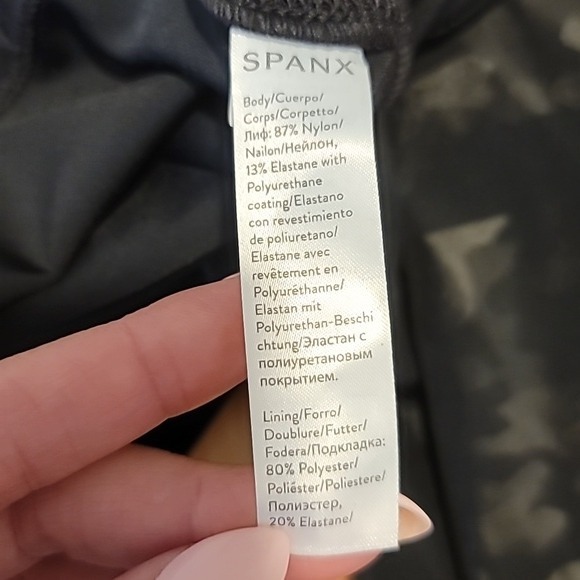 SPANX
Body/Cuerpo/
Corps/Corpetto/
Лиф: 87% Nylon/
Nailon/Нейлон,
13% Elastane with
Polyurethane
coating/Elastano
con revestimiento
de poliuretano/
Elastane avec
revêtement en
Polyuréthanne/
Elastan mit
Polyurethan-Beschi
chtung/Эластан с
полиуретановым
покрытием.
Lining/Forro/
Doublure/Futter/
Fodera/Подкладка:
80% Polyester/
Poliéster/Poliestere/
Полиэстер,
20% Elastane/